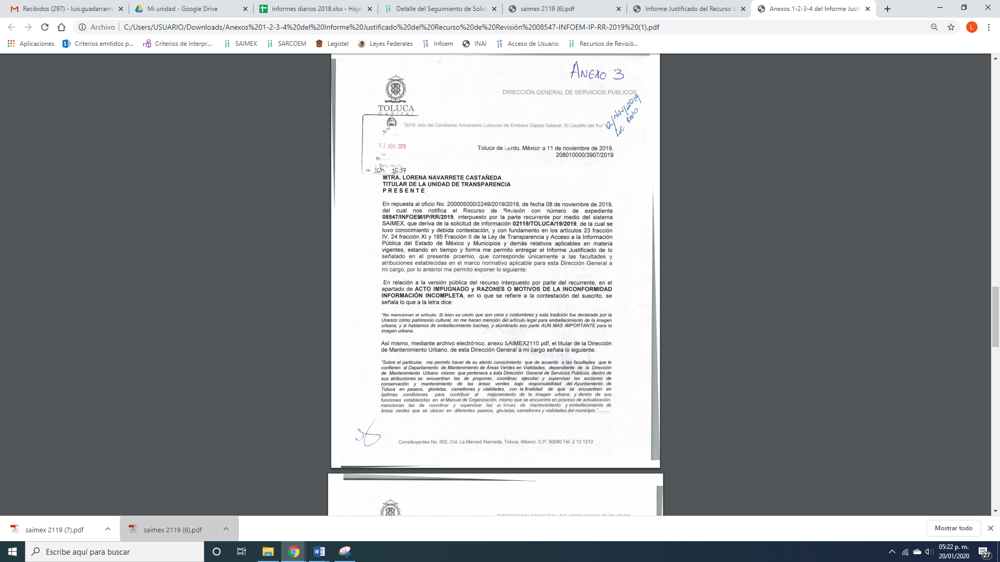 Recibidos (297) - luis.guadarrama
Mi unidad - Google Drive
informes diarios 2018.xlsx - Hoja
Detalle del Seguimiento de Solici
saimex 2119 (6).pdf
Informe Justificado del Recurso d
Anexos 1-2-3-4 del Informe Justi
Archivo
C:/Users/USUARIO/Downloads/Anexos%201-2-3-4%20del%20Informe%20Justificado%20del%20Recurso%20de%20Revisión%2008547-INFOEM-IP-RR-2019%20(1).pdf
L
Aplicaciones
Criterios emitidos p...
Criterios de Interpr...
SAIMEX
SARCOEM
Legistel
Leyes Federales
Infoem
INAI
Acceso de Usuario
Recursos de Revisió...
ANEXO 3
DIRECCIÓN GENERAL DE SERVICIOS PÚBLICOS
TOLUCA
CAPITAL
12/NOV/2019
"2019. Año del Centésimo Aniversario Luctuoso de Emiliano Zapata Salazar, El Caudillo del Sur"
12 NOV 2019
RECIBIDO
Toluca de Lerdo, México a 11 de noviembre de 2019.
208010000/3907/2019
MTRA. LORENA NAVARRETE CASTAÑEDA
TITULAR DE LA UNIDAD DE TRANSPARENCIA
P R E S E N T E
En repuesta al oficio No. 200005000/2249/2019/2019, de fecha 08 de noviembre de 2019,
del cual nos notifica el Recurso de Revisión con número de expediente
08547/INFOEM/IP/RR/2019, interpuesto por la parte recurrente por medio del sistema
SAIMEX, que deriva de la solicitud de información 02119/TOLUCA/19/2019, de la cual se
tuvo conocimiento y debida contestación, y con fundamento en los artículos 23 fracción
IV, 24 fracción XI y 185 Fracción II de la Ley de Transparencia y Acceso a la Información
Pública del Estado de México y Municipios y demás relativos aplicables en materia
vigentes, estando en tiempo y forma me permito entregar el Informe Justificado de lo
señalado en el presente proemio, que corresponde únicamente a las facultades y
atribuciones establecidas en el marco normativo aplicable para esta Dirección General a
mi cargo, por lo anterior me permito exponer lo siguiente:
En relación a la versión pública del recurso interpuesto por parte del recurrente, en el
apartado de ACTO IMPUGNADO y RAZONES O MOTIVOS DE LA INCONFORMIDAD
INFORMACIÓN INCOMPLETA, en lo que se refiere a la contestación del suscrito, se
señala lo que a la letra dice:
"No mencionan el artículo. Si bien es cierto que son usos y costumbres y esta tradición fue declarado por la
Unesco cómo patrimonio cultural, no me hacen mención del artículo legal para embellecimiento de la imagen
urbana, y si hablamos de embellecimiento bacheo, y alumbrado son parte AUN MAS IMPORTANTE para la
imagen urbana.
Así mismo, mediante archivo electrónico, anexo SAIMEX2119 pdf, el titular de la Dirección
de Mantenimiento Urbano, de esta Dirección General a mi cargo señala lo siguiente:
"Sobre el particular, me permito hacer de su atento conocimiento que de acuerdo a las facultades que le
confieren al Departamento de Mantenimiento de Áreas Verdes en Vialidades, dependiente de la Dirección
de Mantenimiento Urbano mismo que pertenece a ésta Dirección General de Servicios Públicos, dentro de
sus atribuciones se encuentran las de proponer, coordinar, ejecutar y supervisar las acciones de
conservación y mantenimiento de las áreas verdes bajo responsabilidad del Ayuntamiento de
Toluca en paseos, glorietas, camellones y vialidades, con la finalidad de que se encuentren en
óptimas condiciones para contribuir al mejoramiento de la imagen urbana; y dentro de sus
funciones establecidas en el Manual de Organización, mismo que se encuentra en proceso de actualización,
mencionan las de coordinar y supervisar las acciones de mantenimiento y embellecimiento de
áreas verdes que se ubican en diferentes paseos, glorietas, camellones y vialidades del municipio."........
Constituyentes No. 602, Col. La Merced Alameda, Toluca, México. C.P. 50080 Tel. 2 13 1210
DIRECCIÓN GENERAL DE SERVICIOS PÚBLICOS
saimex 2119 (7).pdf
saimex 2119 (6).pdf
Mostrar todo
Escribe aquí para buscar
05:22 p. m.
20/01/2020
27